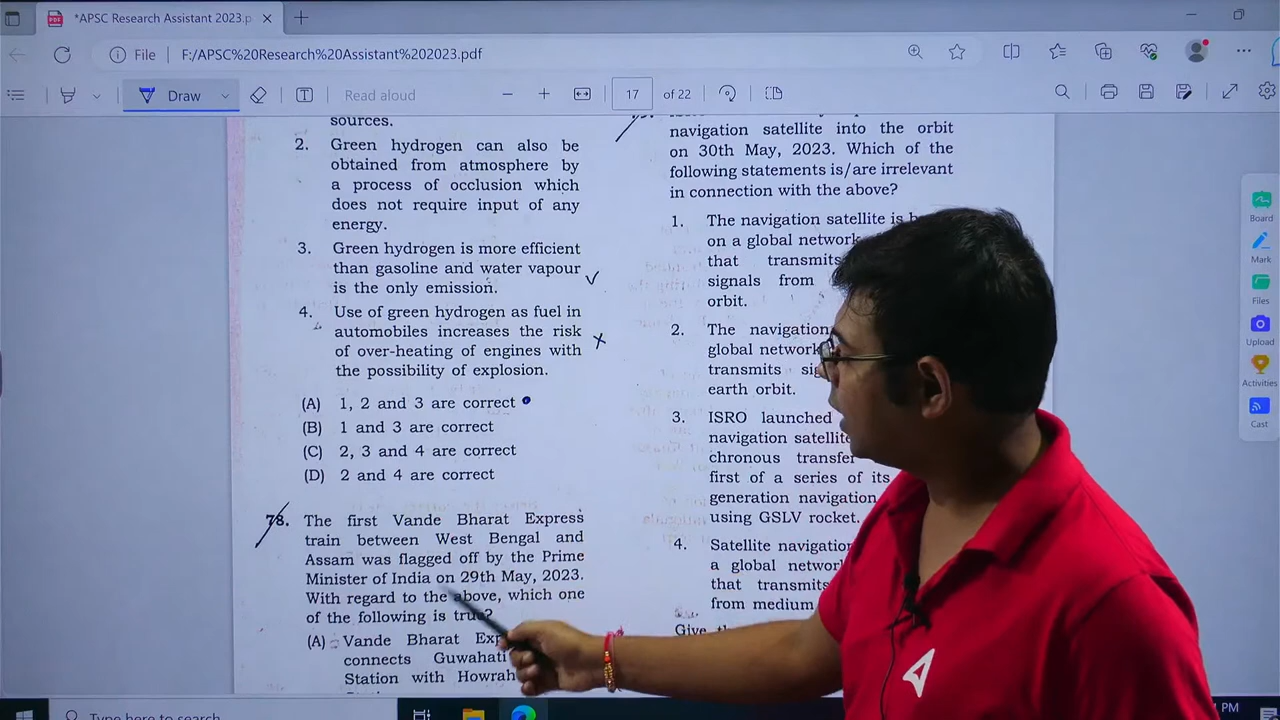 *APSC Research Assistant 2023.p
File
F:/APSC%20Research%20Assistant%202023.pdf
Draw
Read aloud
17
of 22
sources.
2. Green hydrogen can also be
obtained from atmosphere by
a process of occlusion which
does not require input of any
energy.
3. Green hydrogen is more efficient
than gasoline and water vapour
is the only emission.
4. Use of green hydrogen as fuel in
automobiles increases the risk
of over-heating of engines with
the possibility of explosion.
(A) 1, 2 and 3 are correct
(B) 1 and 3 are correct
(C) 2, 3 and 4 are correct
(D) 2 and 4 are correct
78. The first Vande Bharat Express
train between West Bengal and
Assam was flagged off by the Prime
Minister of India on 29th May, 2023.
With regard to the above, which one
of the following is true?
(A) Vande Bharat Exp
connects Guwahati
Station with Howrah
navigation satellite into the orbit
on 30th May, 2023. Which of the
following statements is/are irrelevant
in connection with the above?
1. The navigation satellite is
on a global network
that transmits
signals from
orbit.
2. The navigation
global network
transmits
earth orbit.
3. ISRO launched
navigation satellite
chronous transfer
first of a series of its
generation navigation
using GSLV rocket.
4. Satellite navigation
a global network
that transmits
from medium
Give
Board
Mark
Files
Upload
Activities
Cast
Type here to search
PM